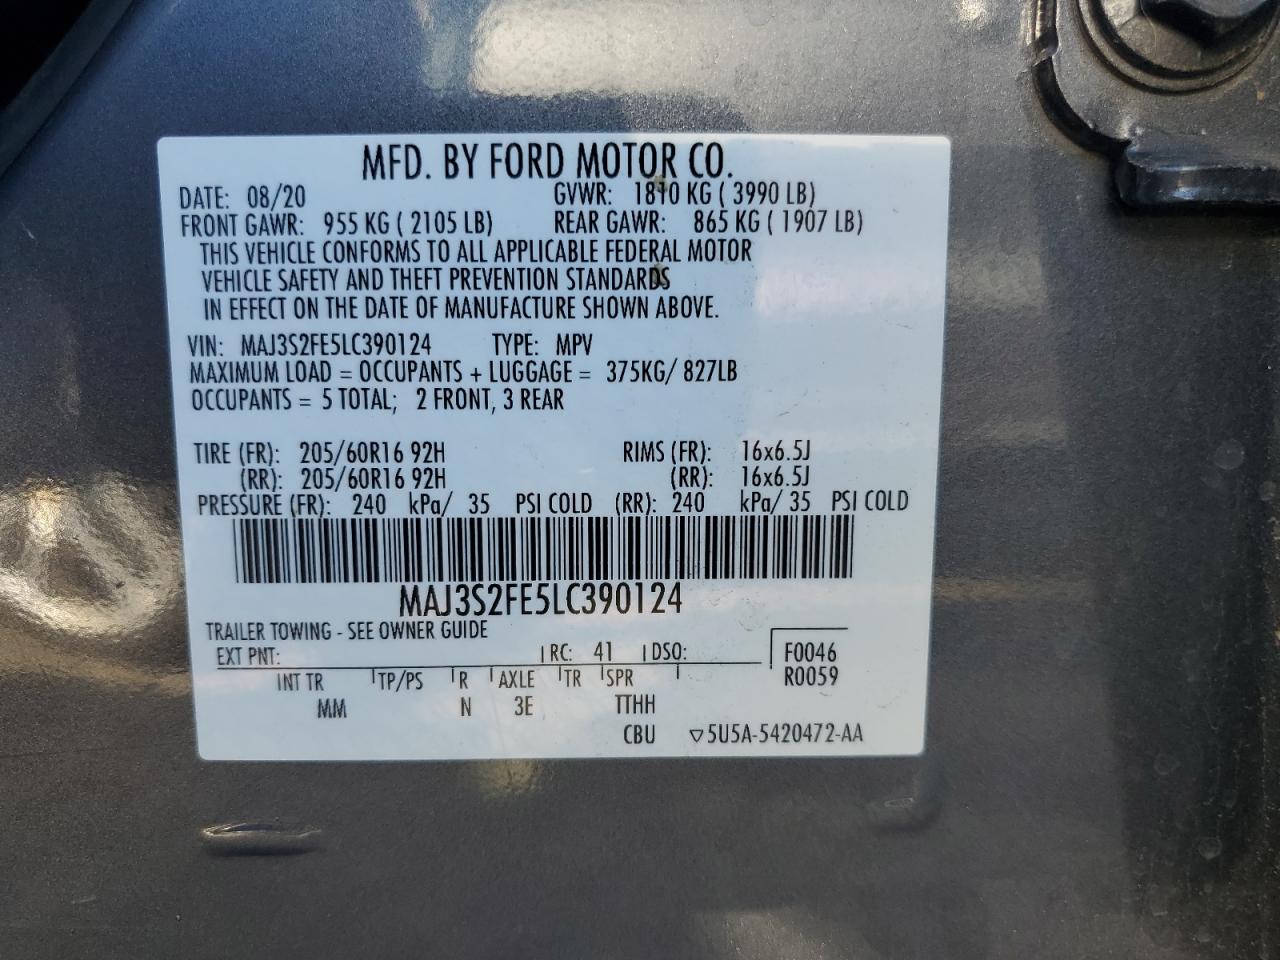 MFD. BY FORD MOTOR CO.
DATE: 08/20 GVWR: 1810 KG ( 3990 LB)
FRONT GAWR: 955 KG ( 2105 LB) REAR GAWR: 865 KG ( 1907 LB)
THIS VEHICLE CONFORMS TO ALL APPLICABLE FEDERAL MOTOR
VEHICLE SAFETY AND THEFT PREVENTION STANDARDS
IN EFFECT ON THE DATE OF MANUFACTURE SHOWN ABOVE.
VIN: MAJ3S2FE5LC390124 TYPE: MPV
MAXIMUM LOAD = OCCUPANTS + LUGGAGE = 375KG/ 827LB
OCCUPANTS = 5 TOTAL; 2 FRONT, 3 REAR
TIRE (FR): 205/60R16 92H RIMS (FR): 16x6.5J
(RR): 205/60R16 92H (RR): 16x6.5J
PRESSURE (FR): 240 kPa/ 35 PSI COLD (RR): 240 kPa/ 35 PSI COLD
MAJ3S2FE5LC390124
TRAILER TOWING - SEE OWNER GUIDE
EXT PNT: RC: 41 DSO: F0046
R0059
INT TR TP/PS R AXLE TR SPR
MM N 3E TTHH
CBU ▽5U5A-5420472-AA